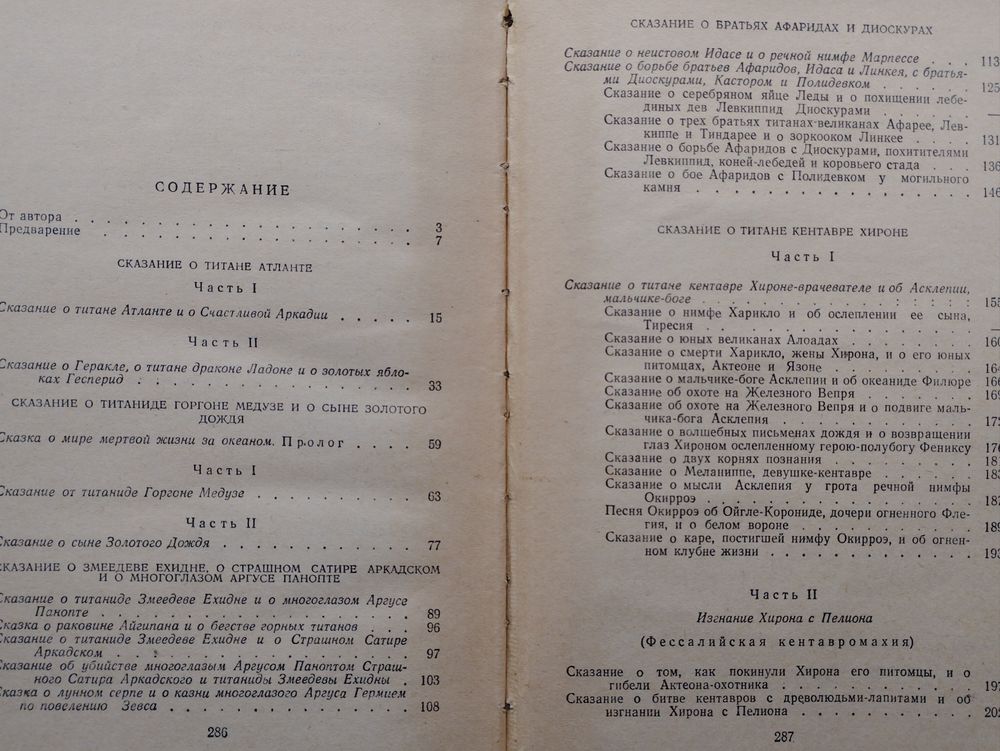 СОДЕРЖАНИЕ
От автора . . . . . . . . . . . . . . . . . 3
Предварение . . . . . . . . . . . . . . . . 7
СКАЗАНИЕ О ТИТАНЕ АТЛАНТЕ
Часть I
Сказание о титане Атланте и о Счастливой Аркадии . . . . . 15
Часть II
Сказание о Геракле, о титане драконе Ладоне и о золотых ябло-
ках Гесперид . . . . . . . . . . . . . . . 33
СКАЗАНИЕ О ТИТАНИДЕ ГОРГОНЕ МЕДУЗЕ И О СЫНЕ ЗОЛОТОГО
ДОЖДЯ
Сказка о мире мертвой жизни за океаном. Пролог . . . . 59
Часть I
Сказание от титаниде Горгоне Медузе . . . . . . . . . 63
Часть II
Сказание о сыне Золотого Дождя . . . . . . . . . . . 77
СКАЗАНИЕ О ЗМЕЕДЕВЕ ЕХИДНЕ, О СТРАШНОМ САТИРЕ АРКАДСКОМ
И О МНОГОГЛАЗОМ АРГУСЕ ПАНОПТЕ
Сказание о титаниде Змеедеве Ехидне и о многоглазом Аргусе
Панопте . . . . . . . . . . . . . . . . . 89
Сказка о раковине Айгипана и о бегстве горных титанов . . . 96
Сказание о титаниде Змеедеве Ехидне и о Страшном Сатире
Аркадском . . . . . . . . . . . . . . . . 97
Сказание об убийстве многоглазым Аргусом Паноптом Страш-
ного Сатира Аркадского и титаниды Змеедевы Ехидны . . 103
Сказка о лунном серпе и о казни многоглазого Аргуса Гермием
по повелению Зевса . . . . . . . . . . . . . 108
286
СКАЗАНИЕ О БРАТЬЯХ АФАРИДАХ И ДИОСКУРАХ
Сказание о неистовом Идасе и о речной нимфе Марпессе . . . 113
Сказание о борьбе братьев Афаридов, Идаса и Линкея, с братья-
ми Диоскурами, Кастором и Полидевком . . . . . . 125
Сказание о серебряном яйце Леды и о похищении лебе-
диных дев Левкиппид Диоскурами . . . . . . . —
Сказание о трех братьях титанах-великанах Афарее, Лев-
киппе и Тиндарее и о зоркооком Линкее . . . . 131
Сказание о борьбе Афаридов с Диоскурами, похитителями
Левкиппид, коней-лебедей и коровьего стада . . . 136
Сказание о бое Афаридов с Полидевком у могильного
камня . . . . . . . . . . . . . . . . 146
СКАЗАНИЕ О ТИТАНЕ КЕНТАВРЕ ХИРОНЕ
Часть I
Сказание о титане кентавре Хироне-врачевателе и об Асклепии,
мальчике-боге . . . . . . . . . . . . . . . 155
Сказание о нимфе Харикло и об ослеплении ее сына,
Тиресия . . . . . . . . . . . . . . . —
Сказание о юных великанах Алоадах . . . . . . . . 160
Сказание о смерти Харикло, жены Хирона, и о его юных
питомцах, Актеоне и Язоне . . . . . . . . . 164
Сказание о мальчике-боге Асклепии и об океаниде Филюре 166
Сказание об охоте на Железного Вепря . . . . . . . 169
Сказание об охоте на Железного Вепря и о подвиге маль-
чика-бога Асклепия . . . . . . . . . . . . 172
Сказание о волшебных письменах дождя и о возвращении
глаз Хироном ослепленному герою-полубогу Фениксу 176
Сказание о двух корнях познания . . . . . . . . . 181
Сказание о Меланиппе, девушке-кентавре . . . . . . 183
Сказание о мысли Асклепия у грота речной нимфы
Окирроэ . . . . . . . . . . . . . . . 187
Песня Окирроэ об Ойгле-Корониде, дочери огненного Фле-
гия, и о белом вороне . . . . . . . . . . . 189
Сказание о каре, постигшей нимфу Окирроэ, и об огнен-
ном клубне жизни . . . . . . . . . . . . 193
Часть II
Изгнание Хирона с Пелиона
(Фессалийская кентавромахия)
Сказание о том, как покинули Хирона его питомцы, и о
гибели Актеона-охотника . . . . . . . . . . 197
Сказание о битве кентавров с древолюдьми-лапитами и об
изгнании Хирона с Пелиона . . . . . . . . . 202
287